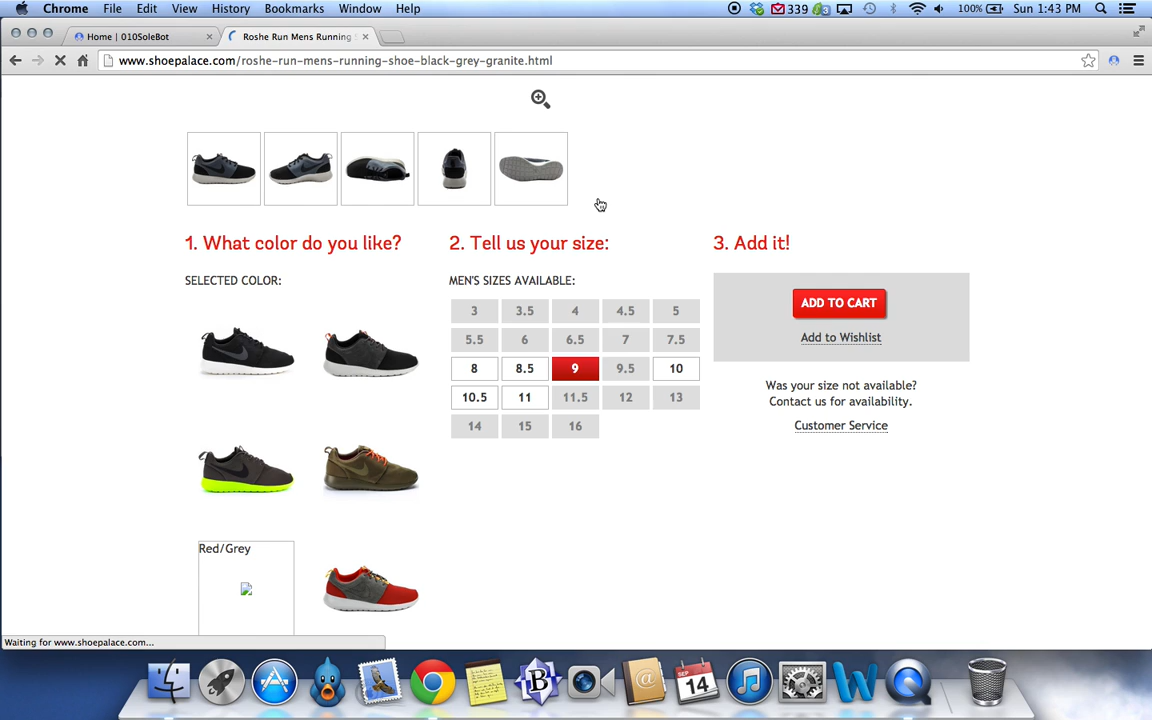 Chrome File Edit View History Bookmarks Window Help 339 3 100% Sun 1:43 PM
Home | 010SoleBot Roshe Run Mens Running S
www.shoepalace.com/roshe-run-mens-running-shoe-black-grey-granite.html
1. What color do you like? 2. Tell us your size: 3. Add it!
SELECTED COLOR: MEN'S SIZES AVAILABLE:
3 3.5 4 4.5 5
ADD TO CART
5.5 6 6.5 7 7.5
Add to Wishlist
8 8.5 9 9.5 10
Was your size not available?
10.5 11 11.5 12 13
Contact us for availability.
14 15 16
Customer Service
Red/Grey
Waiting for www.shoepalace.com...
SEP
14